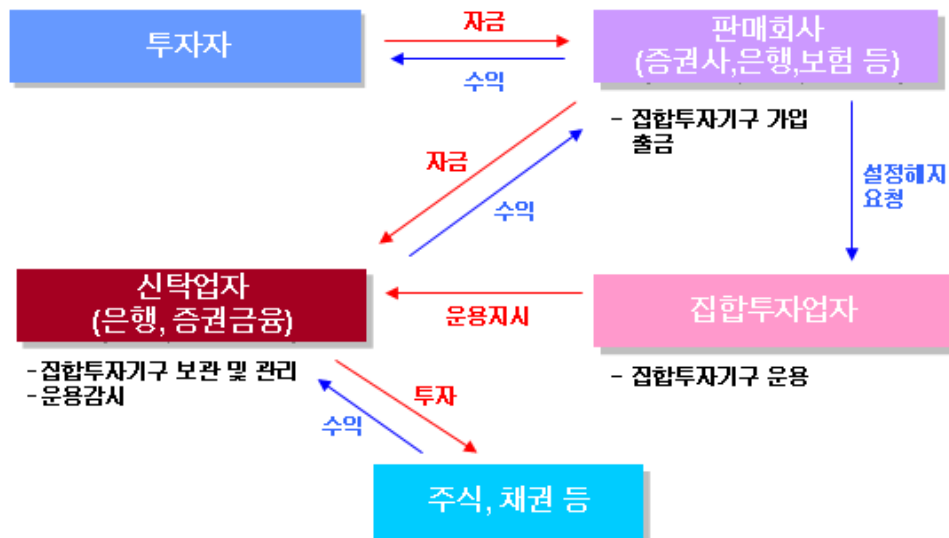 투자자
자금
수익
판매회사
(증권사,은행,보험 등)
- 집합투자기구 가입
출금
자금
수익
설정해지
요청
신탁업자
(은행, 증권금융)
운용지시
집합투자업자
-집합투자기구 보관 및 관리
-운용감시
- 집합투자기구 운용
투자
수익
주식, 채권 등